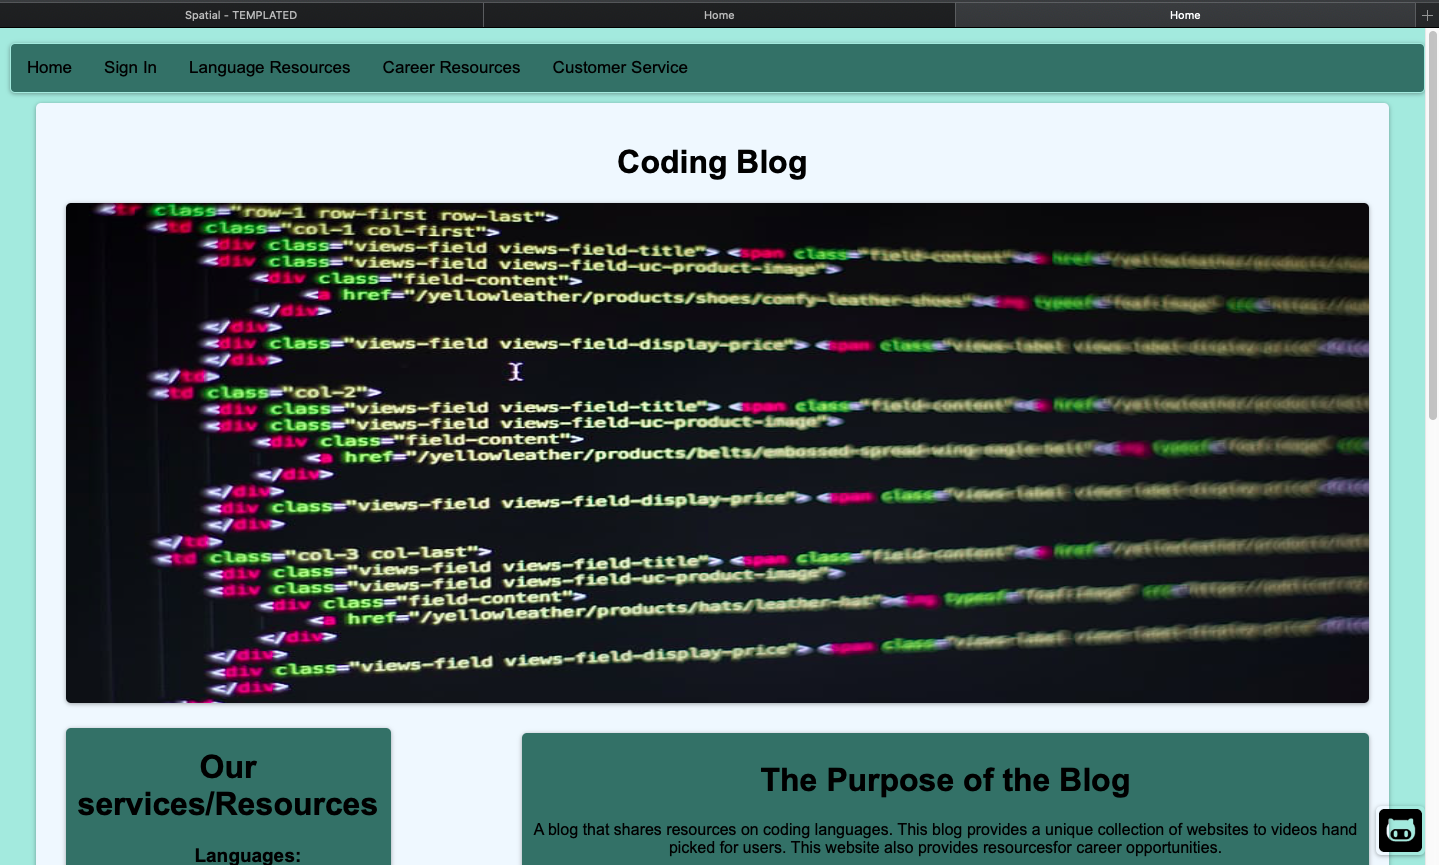 Spatial - TEMPLATED
Home
Home
Home
Sign In
Language Resources
Career Resources
Customer Service
Coding Blog
<tr class="row-1 row-first row-last">
<td class="col-1 col-first">
<div class="views-field views-field-title"> <span class="field-content"><a href="/yellowleather/products/
<div class="views-field views-field-uc-product-image">
<div class="field-content">
<a href="/yellowleather/products/shoes/comfy-leather-shoes"><img typeof="foaf:Image" src="https://
</div>
</div>
<div class="views-field views-field-display-price"> <span class="views-label views-label-display-price"
</div>
</td>
<td class="col-2">
<div class="views-field views-field-title"> <span class="field-content"><a href="/yellowleather/products/
<div class="views-field views-field-uc-product-image">
<div class="field-content">
<a href="/yellowleather/products/belts/embossed-spread-wing-eagle-belt"><img typeof="foaf:Image"
</div>
</div>
<div class="views-field views-field-display-price"> <span class="views-label views-label-display-price"
</div>
</td>
<td class="col-3 col-last">
<div class="views-field views-field-title"> <span class="field-content"><a href="/yellowleather/products/
<div class="views-field views-field-uc-product-image">
<div class="field-content">
<a href="/yellowleather/products/hats/leather-hat"><img typeof="foaf:Image" src="https://
</div>
</div>
<div class="views-field views-field-display-price"> <span class="views-label views-label-display-price"
</div>
Our
services/Resources
Languages:
The Purpose of the Blog
A blog that shares resources on coding languages. This blog provides a unique collection of websites to videos hand
picked for users. This website also provides resourcesfor career opportunities.